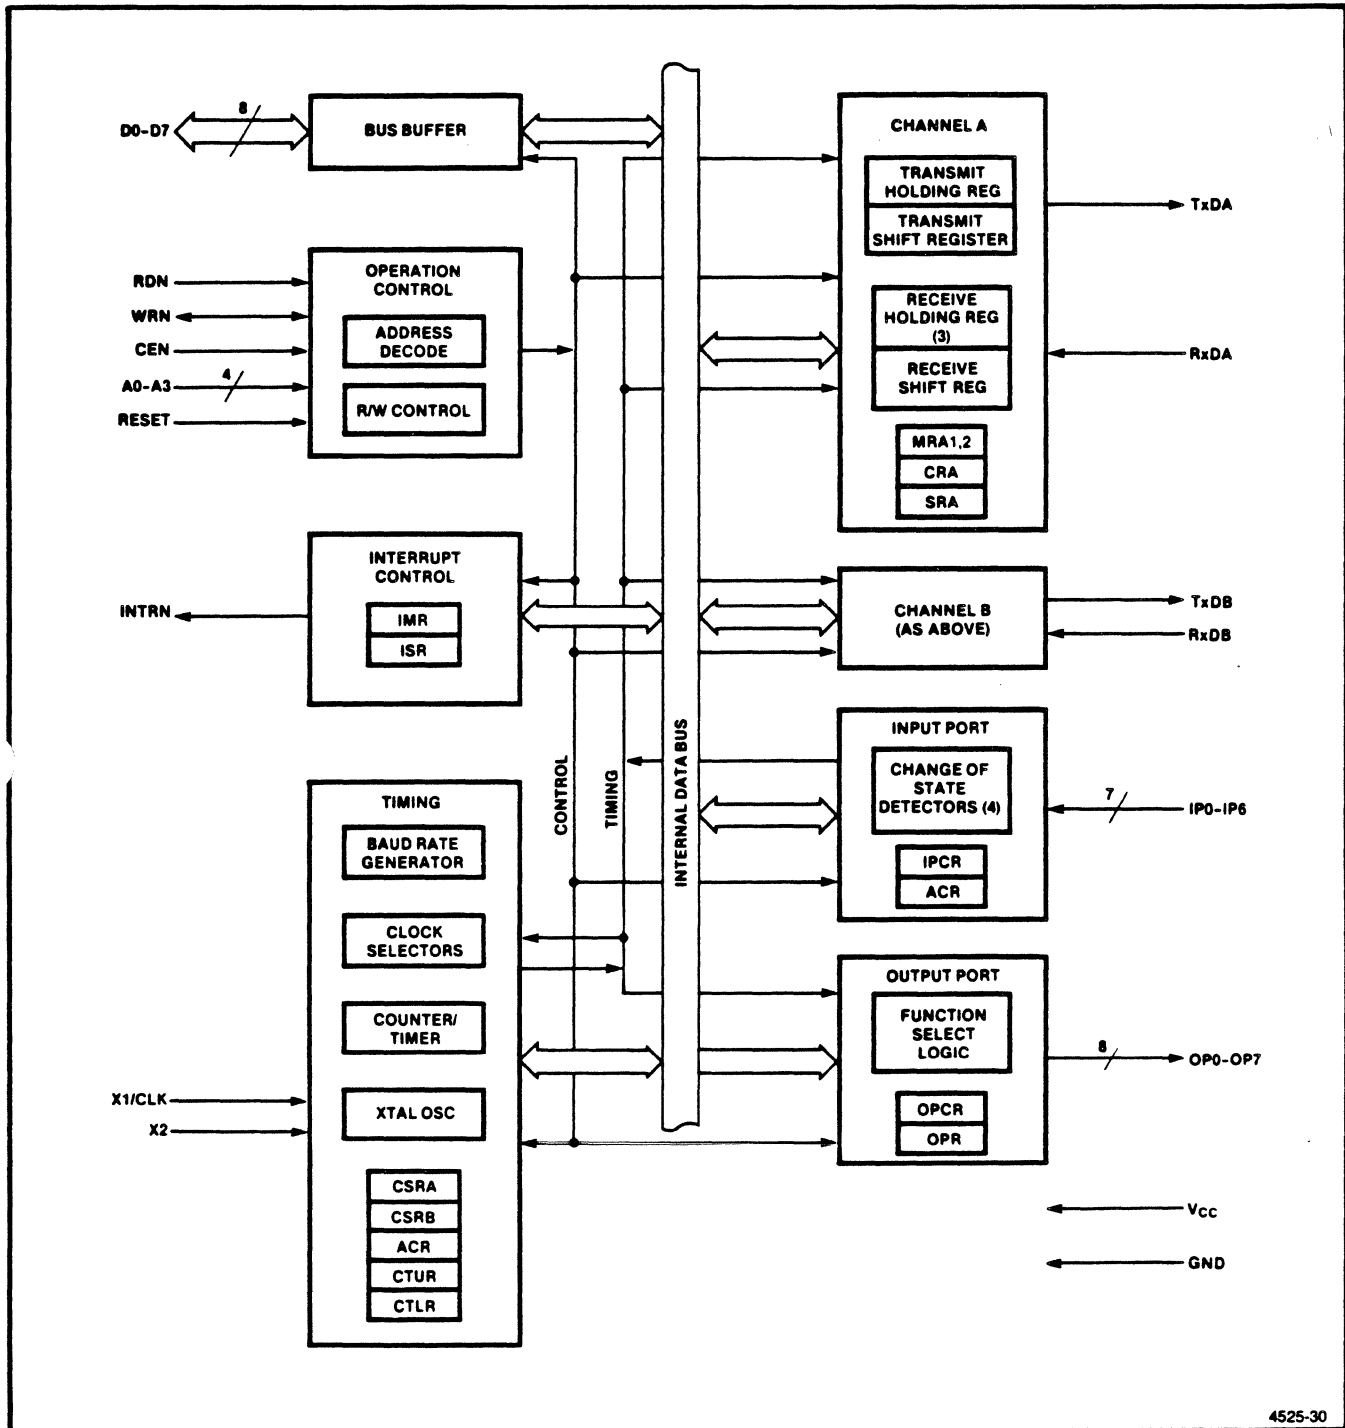 8
D0-D7
BUS BUFFER
RDN
WRN
CEN
A0-A3
4
RESET
OPERATION
CONTROL
ADDRESS
DECODE
R/W CONTROL
INTRN
INTERRUPT
CONTROL
IMR
ISR
TIMING
BAUD RATE
GENERATOR
CLOCK
SELECTORS
COUNTER/
TIMER
X1/CLK
X2
XTAL OSC
CSRA
CSRB
ACR
CTUR
CTLR
CONTROL
TIMING
INTERNAL DATA BUS
CHANNEL A
TRANSMIT
HOLDING REG
TRANSMIT
SHIFT REGISTER
TxDA
RECEIVE
HOLDING REG
(3)
RECEIVE
SHIFT REG
RxDA
MRA1,2
CRA
SRA
CHANNEL B
(AS ABOVE)
TxDB
RxDB
INPUT PORT
CHANGE OF
STATE
DETECTORS (4)
7
IP0-IP6
IPCR
ACR
OUTPUT PORT
FUNCTION
SELECT
LOGIC
8
OP0-OP7
OPCR
OPR
VCC
GND
4525-30